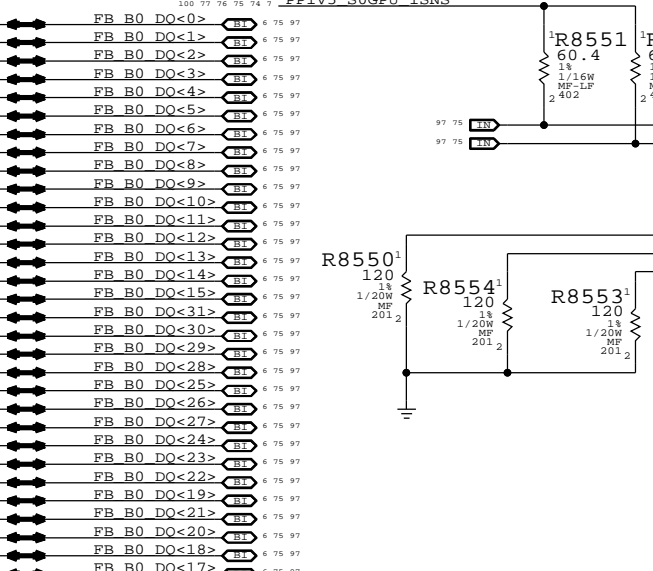 100 77 76 75 74 7 PP1V5_S0GPU_ISNS
FB_B0_DQ<0> BI 6 75 97
FB_B0_DQ<1> BI 6 75 97
FB_B0_DQ<2> BI 6 75 97
FB_B0_DQ<3> BI 6 75 97
FB_B0_DQ<4> BI 6 75 97
FB_B0_DQ<5> BI 6 75 97
FB_B0_DQ<6> BI 6 75 97
FB_B0_DQ<7> BI 6 75 97
FB_B0_DQ<8> BI 6 75 97
FB_B0_DQ<9> BI 6 75 97
FB_B0_DQ<10> BI 6 75 97
FB_B0_DQ<11> BI 6 75 97
FB_B0_DQ<12> BI 6 75 97
FB_B0_DQ<13> BI 6 75 97
FB_B0_DQ<14> BI 6 75 97
FB_B0_DQ<15> BI 6 75 97
FB_B0_DQ<31> BI 6 75 97
FB_B0_DQ<30> BI 6 75 97
FB_B0_DQ<29> BI 6 75 97
FB_B0_DQ<28> BI 6 75 97
FB_B0_DQ<25> BI 6 75 97
FB_B0_DQ<26> BI 6 75 97
FB_B0_DQ<27> BI 6 75 97
FB_B0_DQ<24> BI 6 75 97
FB_B0_DQ<23> BI 6 75 97
FB_B0_DQ<22> BI 6 75 97
FB_B0_DQ<19> BI 6 75 97
FB_B0_DQ<21> BI 6 75 97
FB_B0_DQ<20> BI 6 75 97
FB_B0_DQ<18> BI 6 75 97
FB_B0_DQ<17>
1
R8551
60.4
1%
1/16W
MF-LF
402
2
97 75 IN
97 75 IN
R8550 1
120
1%
1/20W
MF
201 2
R8554 1
120
1%
1/20W
MF
201 2
R8553 1
120
1%
1/20W
MF
201 2